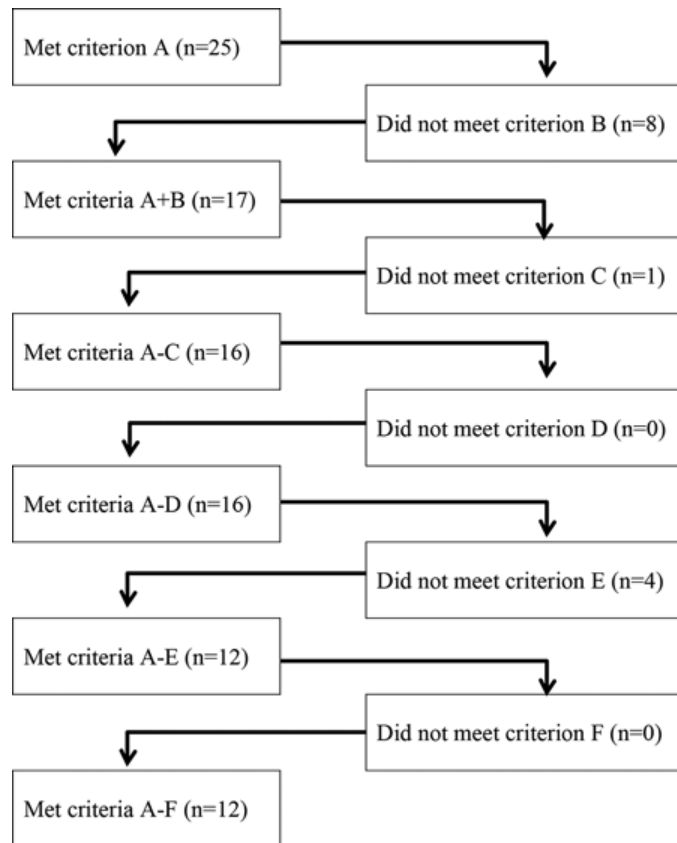 Met criterion A (n=25)
Did not meet criterion B (n=8)
Met criteria A+B (n=17)
Did not meet criterion C (n=1)
Met criteria A-C (n=16)
Did not meet criterion D (n=0)
Met criteria A-D (n=16)
Did not meet criterion E (n=4)
Met criteria A-E (n=12)
Did not meet criterion F (n=0)
Met criteria A-F (n=12)